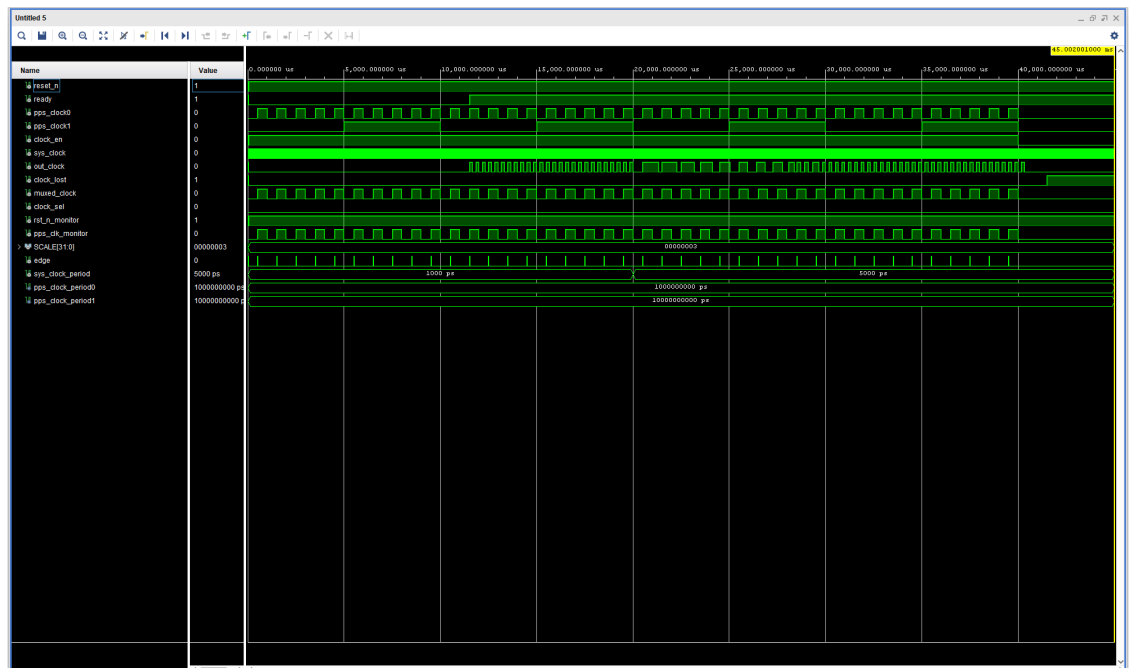 Untitled 5
45.002001000 ms
Name Value
0.000000 us 5,000.000000 us 10,000.000000 us 15,000.000000 us 20,000.000000 us 25,000.000000 us 30,000.000000 us 35,000.000000 us 40,000.000000 us
reset_n 1
ready 1
pps_clock0 0
pps_clock1 0
clock_en 0
sys_clock 0
out_clock 0
clock_lost 1
muxed_clock 0
clock_sel 0
rst_n_monitor 1
pps_clk_monitor 0
SCALE[31:0] 00000003 00000003
edge 0
sys_clock_period 5000 ps 1000 ps 5000 ps
pps_clock_period0 1000000000 ps 1000000000 ps
pps_clock_period1 10000000000 p 10000000000 ps